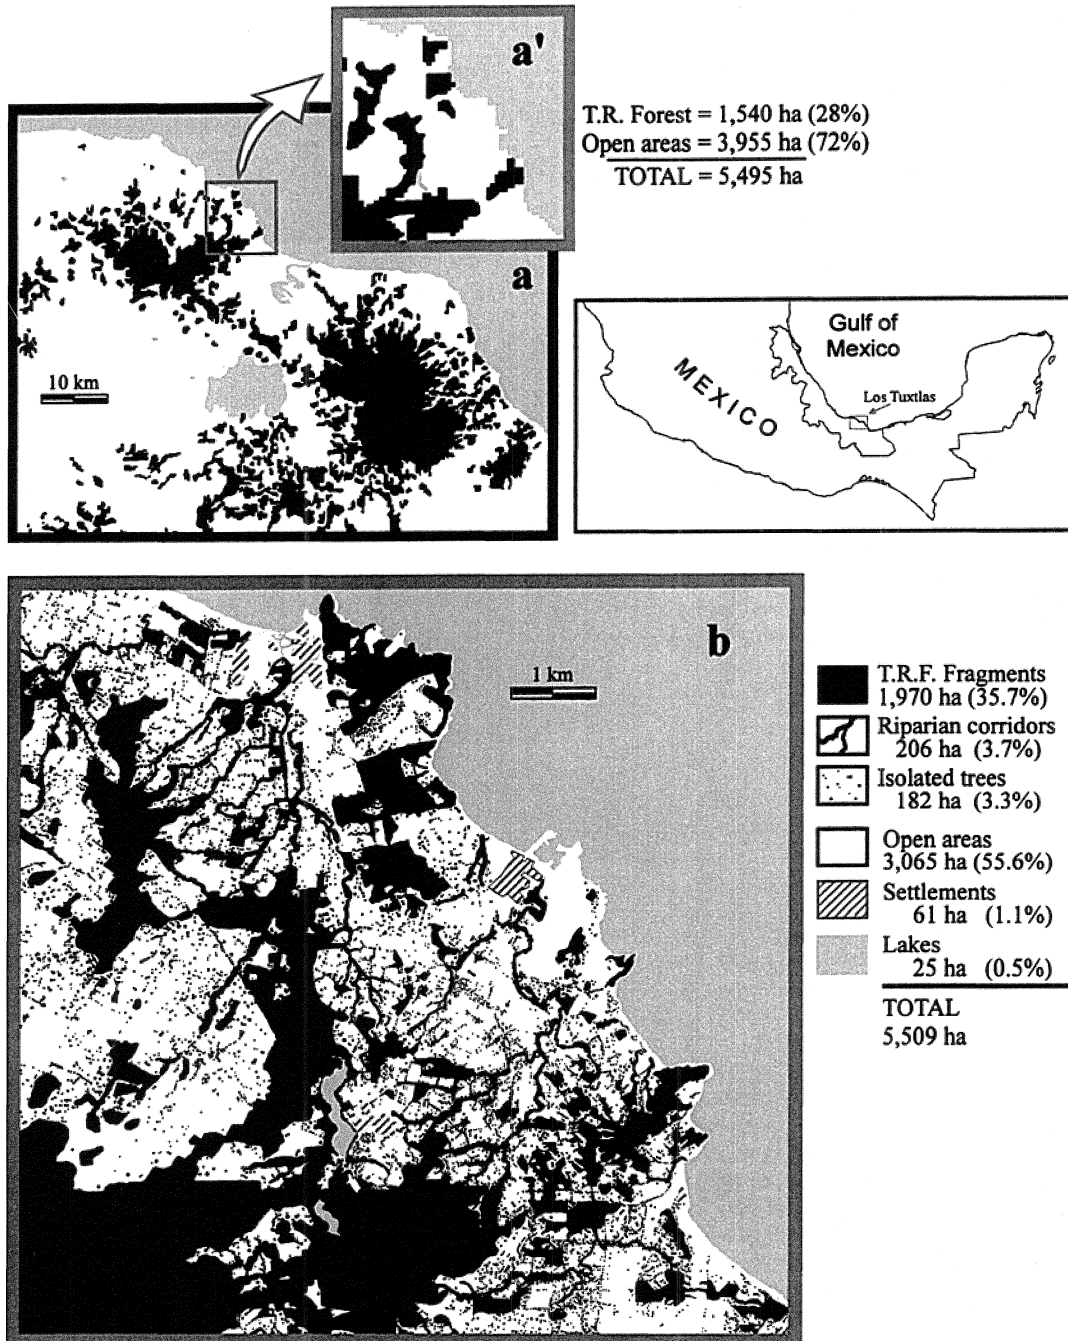 a'
T.R. Forest = 1,540 ha (28%)
Open areas = 3,955 ha (72%)
TOTAL = 5,495 ha
a
10 km
Gulf of
Mexico
MEXICO
Los Tuxtlas
b
1 km
T.R.F. Fragments
1,970 ha (35.7%)
Riparian corridors
206 ha (3.7%)
Isolated trees
182 ha (3.3%)
Open areas
3,065 ha (55.6%)
Settlements
61 ha (1.1%)
Lakes
25 ha (0.5%)
TOTAL
5,509 ha